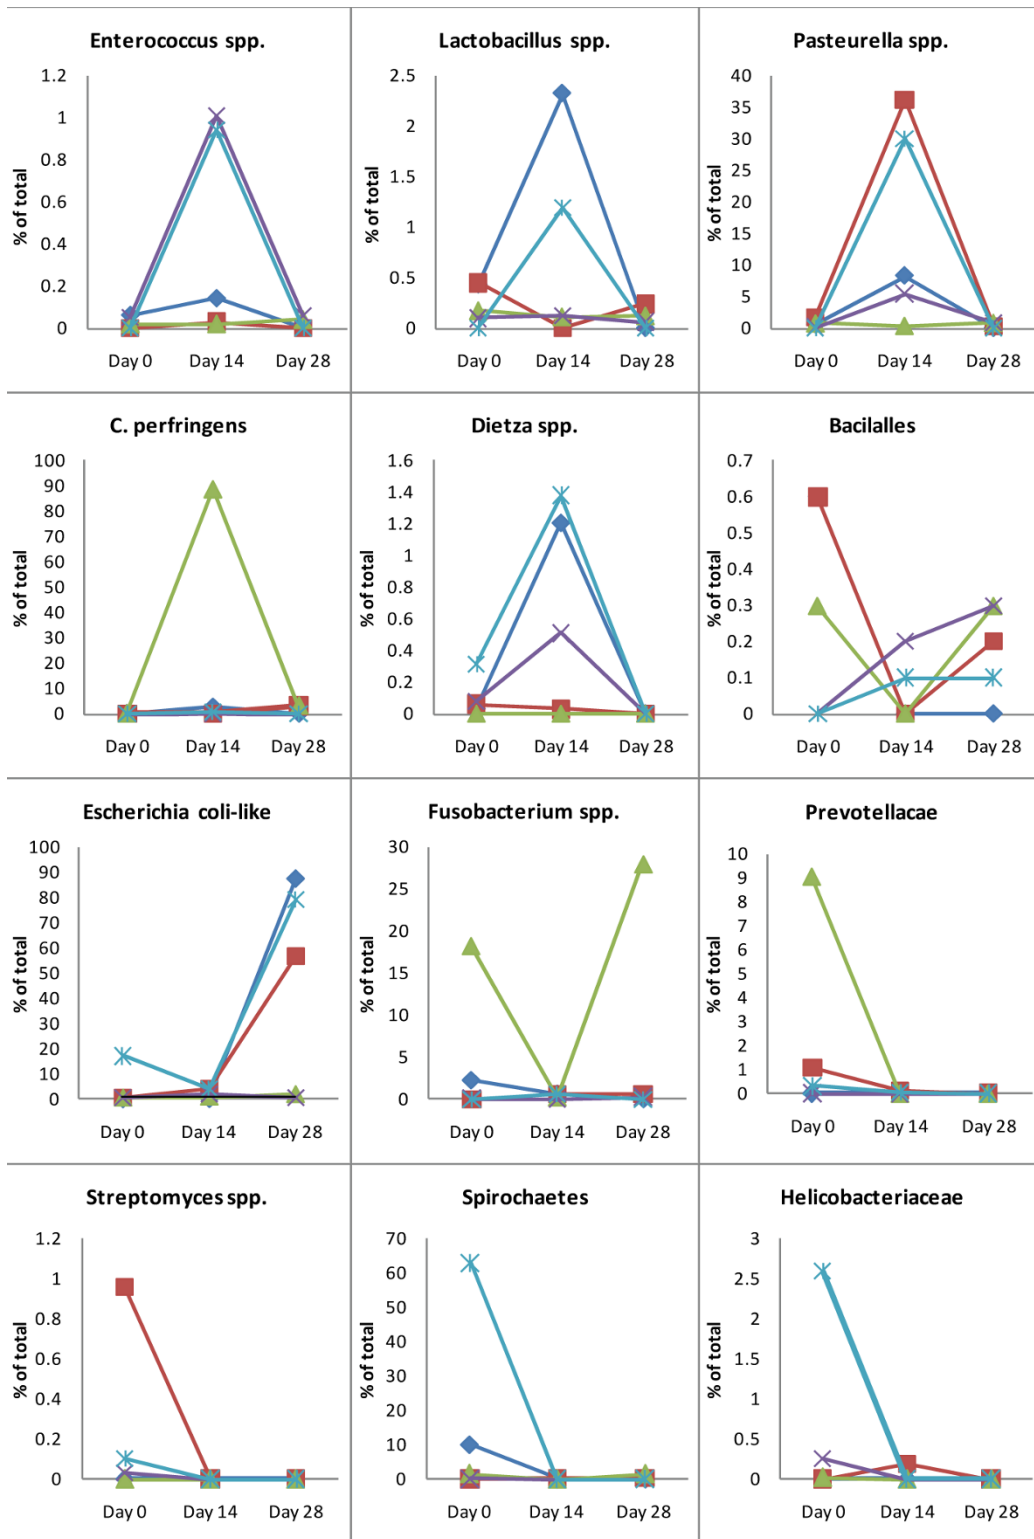 Enterococcus spp.
1.2
1
0.8
0.6
0.4
0.2
0
% of total
Day 0 Day 14 Day 28
Lactobacillus spp.
2.5
2
1.5
1
0.5
0
% of total
Day 0 Day 14 Day 28
Pasteurella spp.
40
35
30
25
20
15
10
5
0
% of total
Day 0 Day 14 Day 28
C. perfringens
100
90
80
70
60
50
40
30
20
10
0
% of total
Day 0 Day 14 Day 28
Dietza spp.
1.6
1.4
1.2
1
0.8
0.6
0.4
0.2
0
% of total
Day 0 Day 14 Day 28
Bacilalles
0.7
0.6
0.5
0.4
0.3
0.2
0.1
0
% of total
Day 0 Day 14 Day 28
Escherichia coli-like
100
90
80
70
60
50
40
30
20
10
0
% of total
Day 0 Day 14 Day 28
Fusobacterium spp.
30
25
20
15
10
5
0
% of total
Day 0 Day 14 Day 28
Prevotellacae
10
9
8
7
6
5
4
3
2
1
0
% of total
Day 0 Day 14 Day 28
Streptomyces spp.
1.2
1
0.8
0.6
0.4
0.2
0
% of total
Day 0 Day 14 Day 28
Spirochaetes
70
60
50
40
30
20
10
0
% of total
Day 0 Day 14 Day 28
Helicobacteriaceae
3
2.5
2
1.5
1
0.5
0
% of total
Day 0 Day 14 Day 28